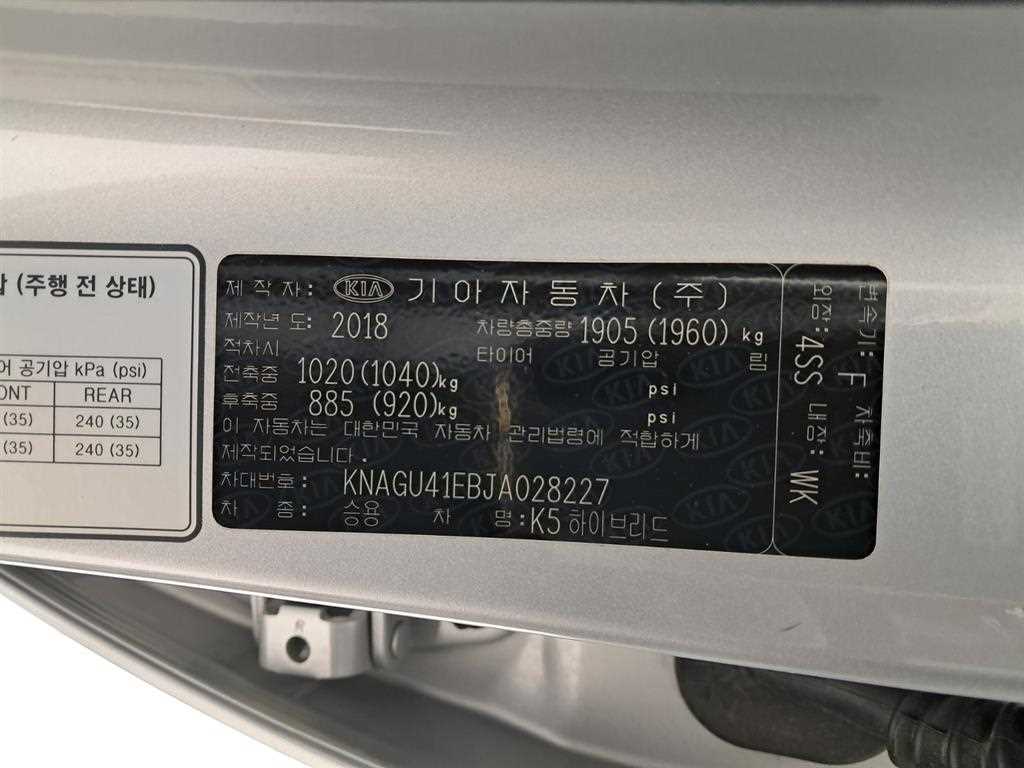 (주행 전 상태)
어 공기압 kPa (psi)
ONT REAR
(35) 240 (35)
(35) 240 (35)
제 작 자: KIA 기 아 자 동 차 (주)
제작년 도: 2018 차량총중량 1905 (1960) kg
적차시 타이어 공기압 림
전축중 1020 (1040)kg psi
후축중 885 (920)kg psi
이 자동차는 대한민국 자동차 관리법령에 적합하게
제작되었습니다.
차대번호: KNAGU41EBJA028227
차 종: 승용 차 명:K5 하이브리드
변속기:F 차축비:
외장:4SS 내장:WK
R